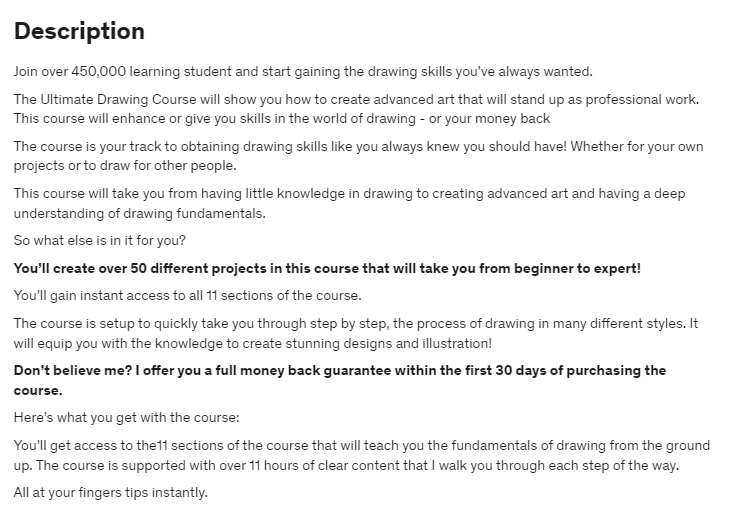 Description
Join over 450,000 learning student and start gaining the drawing skills you've always wanted.
The Ultimate Drawing Course will show you how to create advanced art that will stand up as professional work.
This course will enhance or give you skills in the world of drawing - or your money back
The course is your track to obtaining drawing skills like you always knew you should have! Whether for your own
projects or to draw for other people.
This course will take you from having little knowledge in drawing to creating advanced art and having a deep
understanding of drawing fundamentals.
So what else is in it for you?
You'll create over 50 different projects in this course that will take you from beginner to expert!
You'll gain instant access to all 11 sections of the course.
The course is setup to quickly take you through step by step, the process of drawing in many different styles. It
will equip you with the knowledge to create stunning designs and illustration!
Don't believe me? I offer you a full money back guarantee within the first 30 days of purchasing the
course.
Here's what you get with the course:
You'll get access to the11 sections of the course that will teach you the fundamentals of drawing from the ground
up. The course is supported with over 11 hours of clear content that I walk you through each step of the way.
All at your fingers tips instantly.